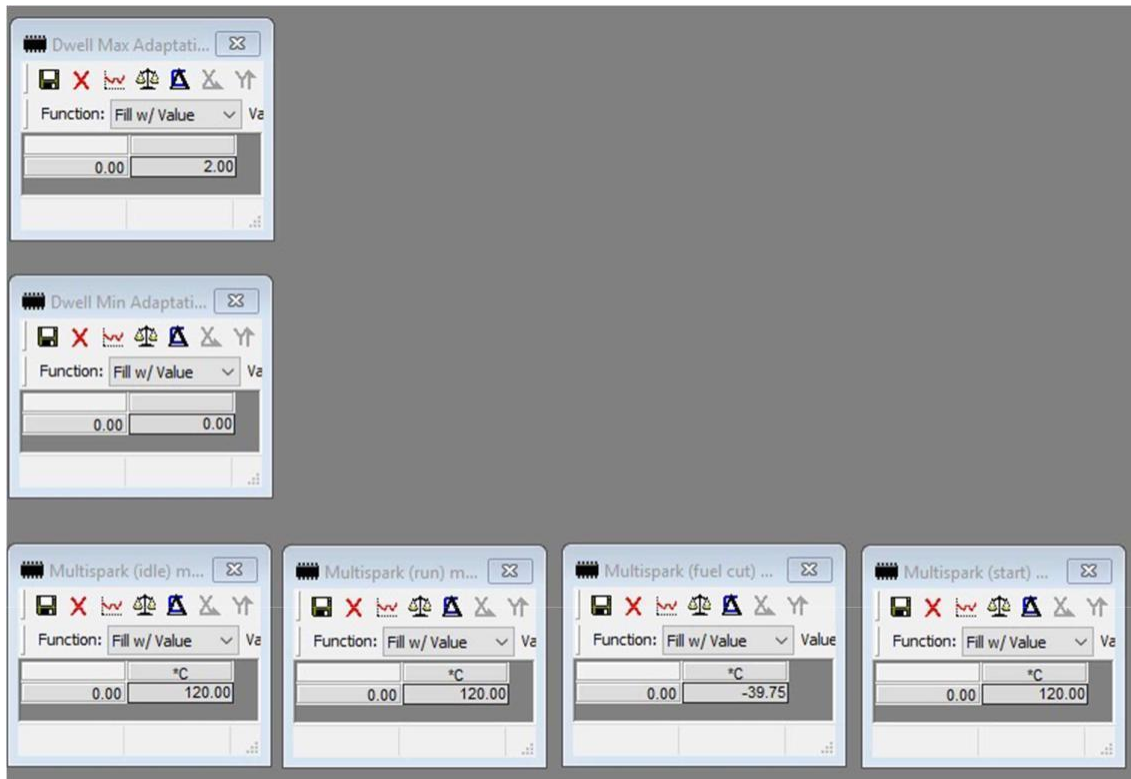 Dwell Max Adaptati...
Function: Fill w/ Value Va
0.00 2.00
Dwell Min Adaptati...
Function: Fill w/ Value Va
0.00 0.00
Multispark (idle) m...
Function: Fill w/ Value Va
°C
0.00 120.00
Multispark (run) m...
Function: Fill w/ Value Va
°C
0.00 120.00
Multispark (fuel cut) ...
Function: Fill w/ Value Value
°C
0.00 -39.75
Multispark (start) ...
Function: Fill w/ Value Va
°C
0.00 120.00